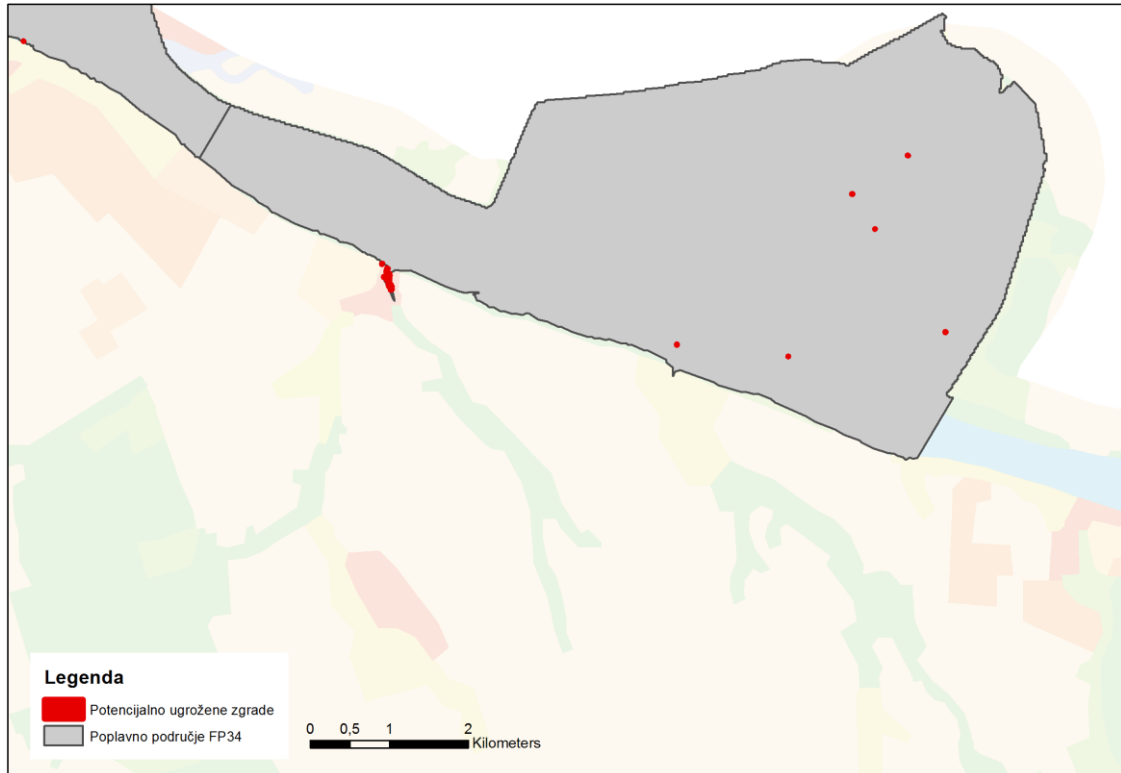 Legenda
Potencijalno ugrožene zgrade
Poplavno područje FP34
0 0,5 1 2
Kilometers